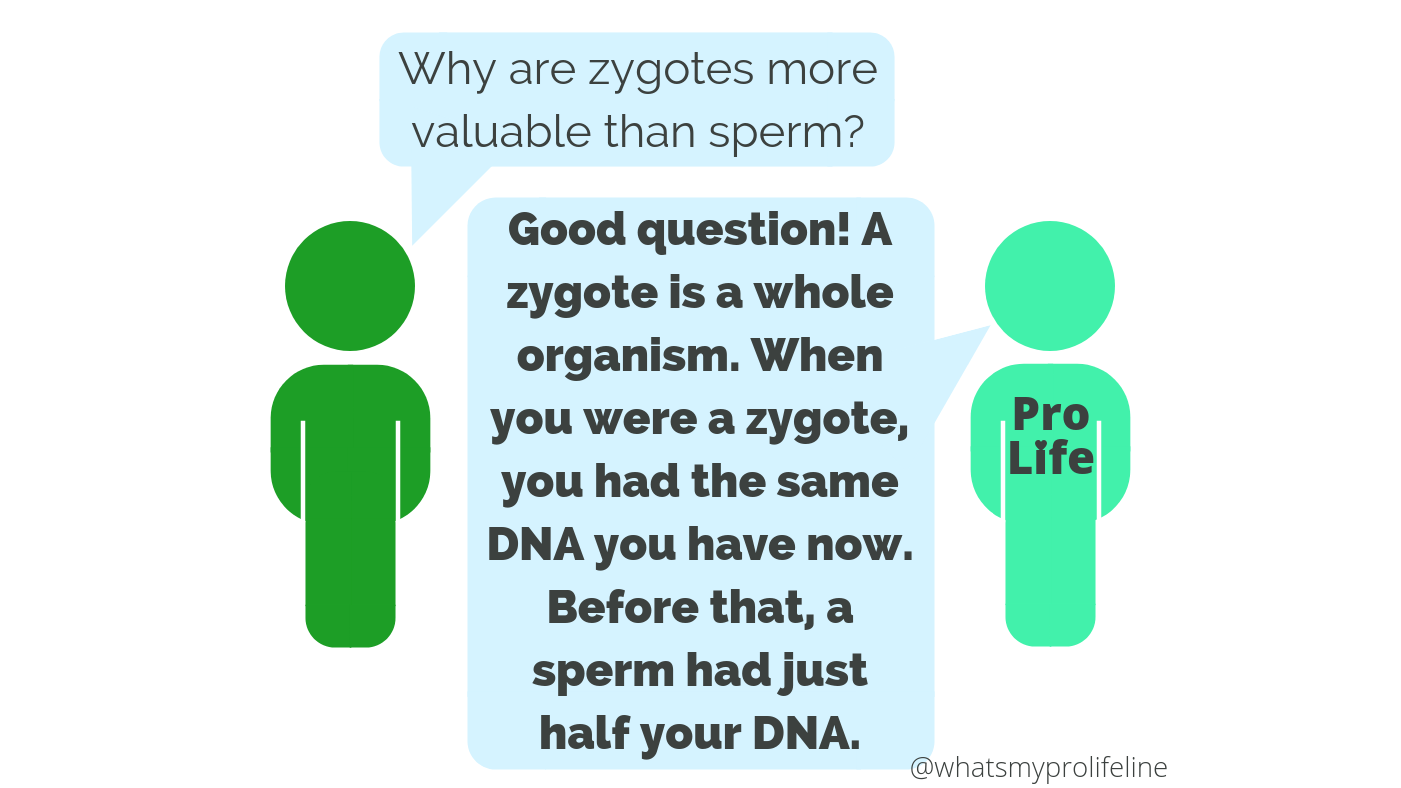 Why are zygotes more
valuable than sperm?
Good question! A
zygote is a whole
organism. When
you were a zygote,
you had the same
DNA you have now.
Before that, a
sperm had just
half your DNA.
Pro
Life
@whatsmyprolifeline